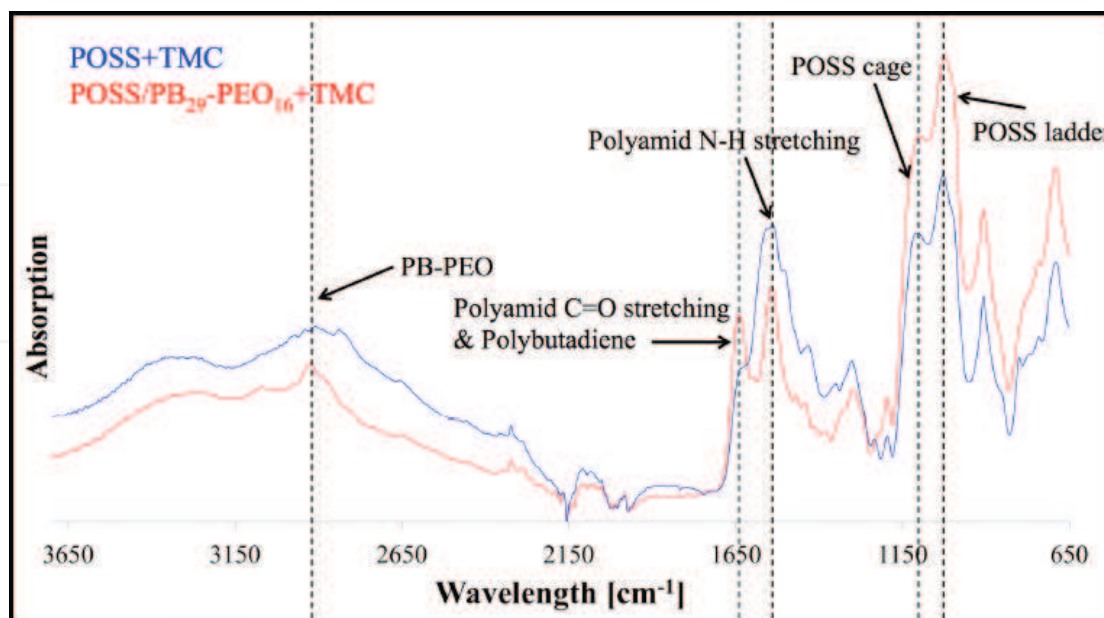 POSS+TMC
POSS/PB₂₉-PEO₁₆+TMC
POSS cage
POSS ladder
Polyamid N-H stretching
PB-PEO
Polyamid C=O stretching
& Polybutadiene
Absorption
3650 3150 2650 2150 1650 1150 650
Wavelength [cm⁻¹]